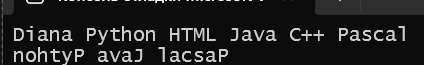 Diana Python HTML Java C++ Pascal
nohtyP avaJ lacsaP